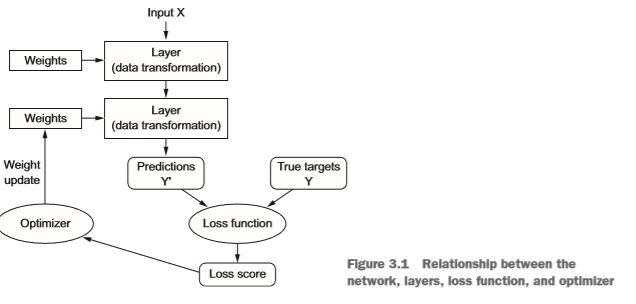 Input X
Weights
Layer
(data transformation)
Weights
Layer
(data transformation)
Weight
update
Predictions
Y'
True targets
Y
Optimizer
Loss function
Loss score
Figure 3.1 Relationship between the
network, layers, loss function, and optimizer